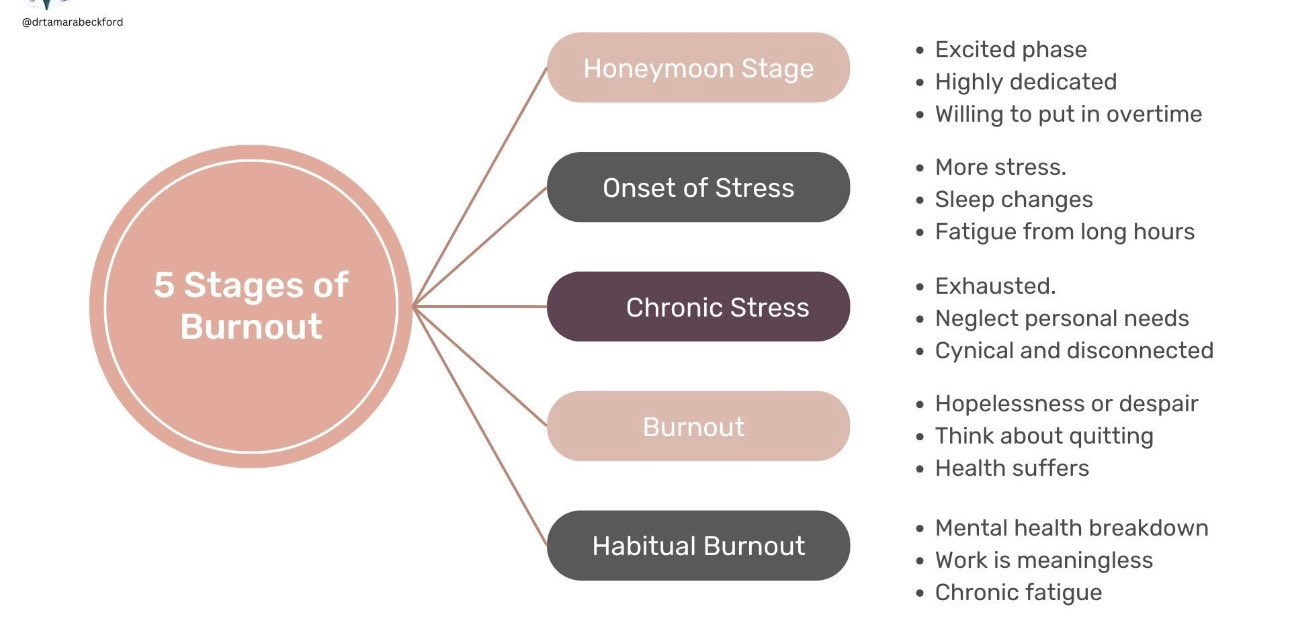 @drtamarabeckford
5 Stages of
Burnout
Honeymoon Stage
• Excited phase
• Highly dedicated
• Willing to put in overtime
Onset of Stress
• More stress.
• Sleep changes
• Fatigue from long hours
Chronic Stress
• Exhausted.
• Neglect personal needs
• Cynical and disconnected
Burnout
• Hopelessness or despair
• Think about quitting
• Health suffers
Habitual Burnout
• Mental health breakdown
• Work is meaningless
• Chronic fatigue